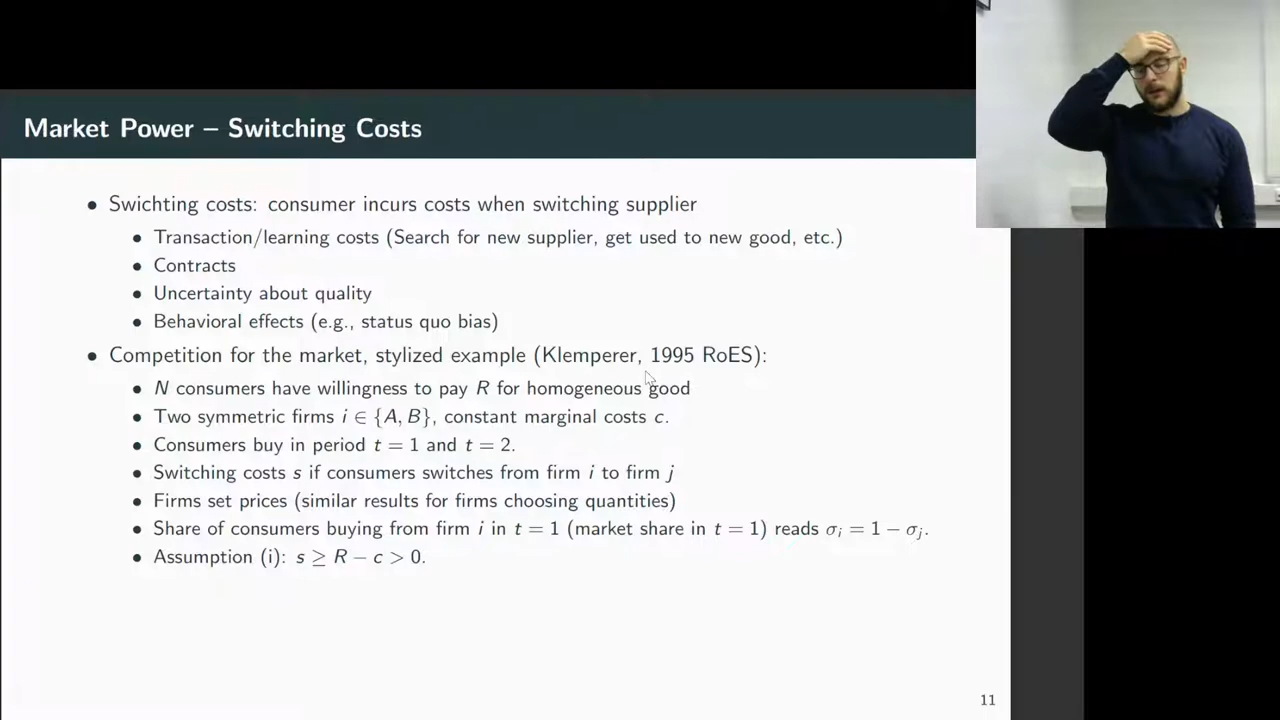 Market Power – Switching Costs
• Swichting costs: consumer incurs costs when switching supplier
• Transaction/learning costs (Search for new supplier, get used to new good, etc.)
• Contracts
• Uncertainty about quality
• Behavioral effects (e.g., status quo bias)
• Competition for the market, stylized example (Klemperer, 1995 RoES):
• N consumers have willingness to pay R for homogeneous good
• Two symmetric firms i ∈ {A, B}, constant marginal costs c.
• Consumers buy in period t = 1 and t = 2.
• Switching costs s if consumers switches from firm i to firm j
• Firms set prices (similar results for firms choosing quantities)
• Share of consumers buying from firm i in t = 1 (market share in t = 1) reads σᵢ = 1 − σⱼ.
• Assumption (i): s ≥ R − c > 0.
11